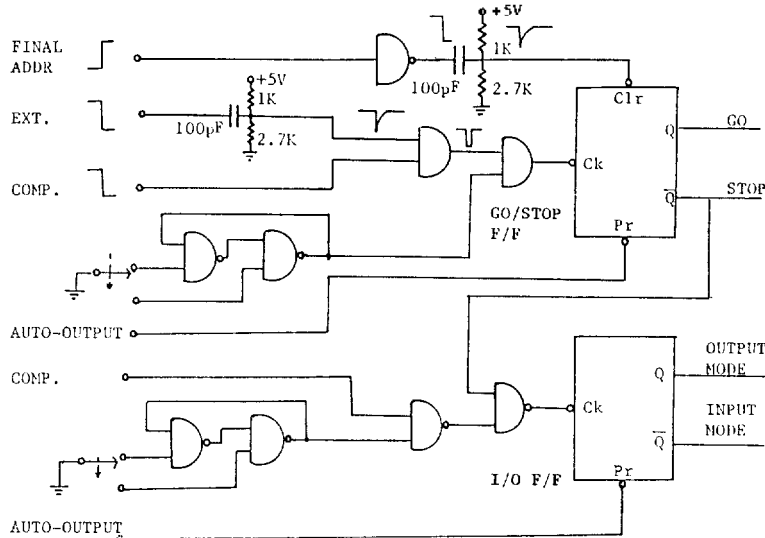 +5V
FINAL
ADDR
1K
100pF
2.7K
+5V
1K
EXT.
100pF
2.7K
Clr
Q
GO
COMP.
Ck
Q
STOP
GO/STOP
F/F
Pr
AUTO-OUTPUT
COMP.
OUTPUT
MODE
Q
Ck
INPUT
MODE
Q
Pr
I/O F/F
AUTO-OUTPUT